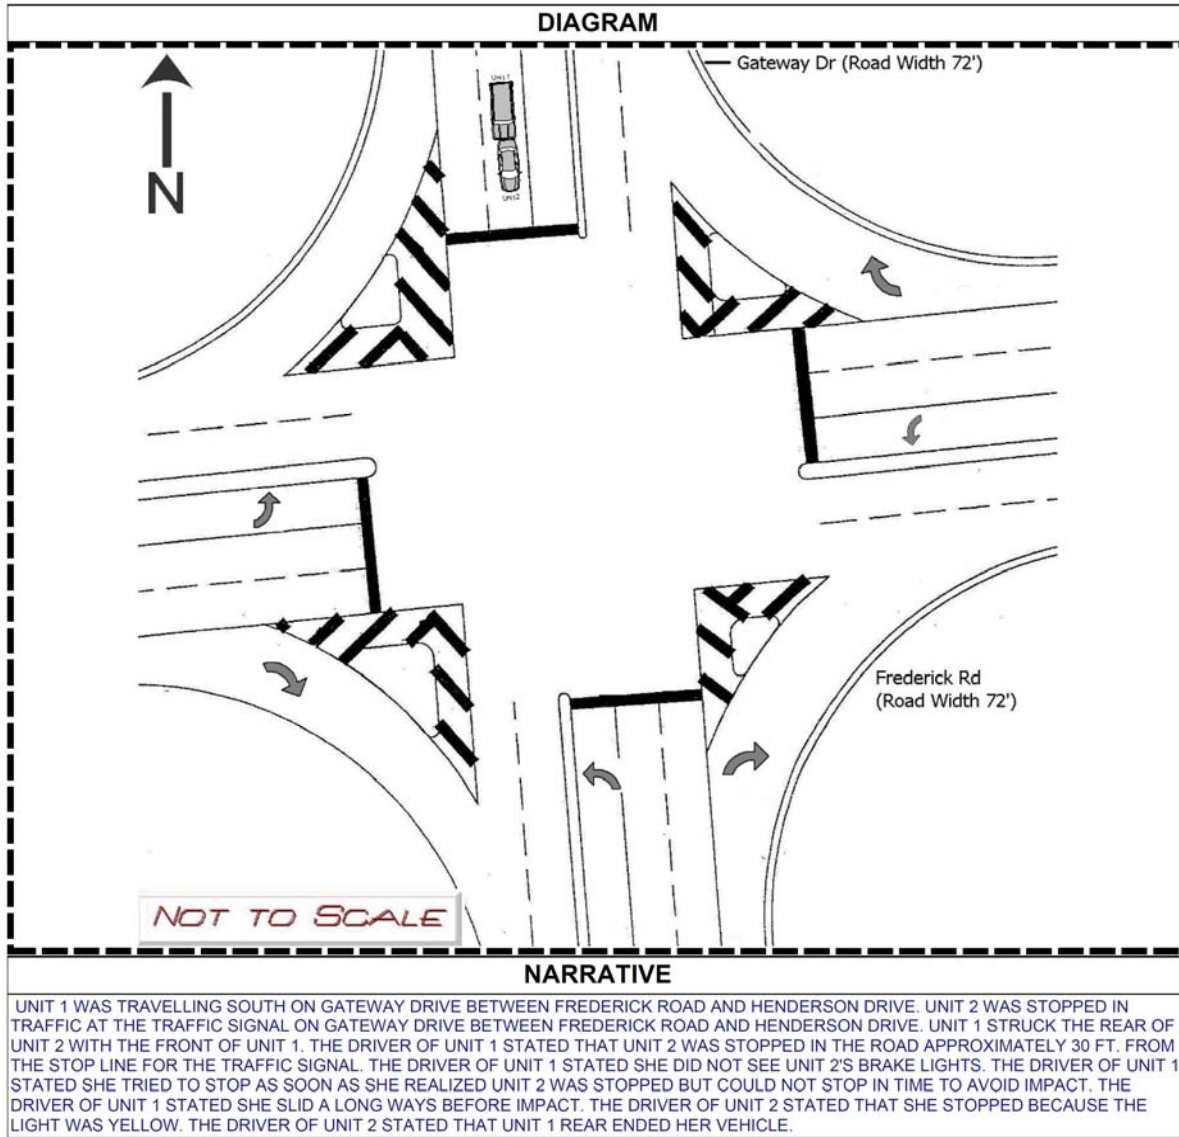 DIAGRAM
Gateway Dr (Road Width 72')
N
Unit1
Unit2
Frederick Rd
(Road Width 72')
NOT TO SCALE
NARRATIVE
UNIT 1 WAS TRAVELLING SOUTH ON GATEWAY DRIVE BETWEEN FREDERICK ROAD AND HENDERSON DRIVE. UNIT 2 WAS STOPPED IN
TRAFFIC AT THE TRAFFIC SIGNAL ON GATEWAY DRIVE BETWEEN FREDERICK ROAD AND HENDERSON DRIVE. UNIT 1 STRUCK THE REAR OF
UNIT 2 WITH THE FRONT OF UNIT 1. THE DRIVER OF UNIT 1 STATED THAT UNIT 2 WAS STOPPED IN THE ROAD APPROXIMATELY 30 FT. FROM
THE STOP LINE FOR THE TRAFFIC SIGNAL. THE DRIVER OF UNIT 1 STATED SHE DID NOT SEE UNIT 2'S BRAKE LIGHTS. THE DRIVER OF UNIT 1
STATED SHE TRIED TO STOP AS SOON AS SHE REALIZED UNIT 2 WAS STOPPED BUT COULD NOT STOP IN TIME TO AVOID IMPACT. THE
DRIVER OF UNIT 1 STATED SHE SLID A LONG WAYS BEFORE IMPACT. THE DRIVER OF UNIT 2 STATED THAT SHE STOPPED BECAUSE THE
LIGHT WAS YELLOW. THE DRIVER OF UNIT 2 STATED THAT UNIT 1 REAR ENDED HER VEHICLE.